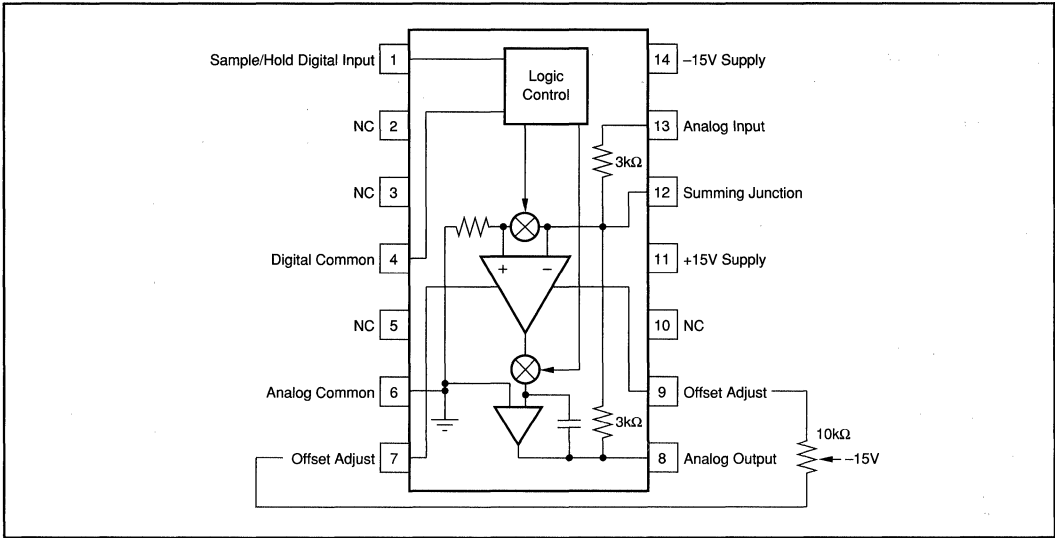 Sample/Hold Digital Input 1
Logic
Control
14 –15V Supply
NC 2
13 Analog Input
3kΩ
NC 3
12 Summing Junction
Digital Common 4
+ –
11 +15V Supply
NC 5
10 NC
Analog Common 6
9 Offset Adjust
3kΩ
10kΩ
Offset Adjust 7
8 Analog Output
–15V